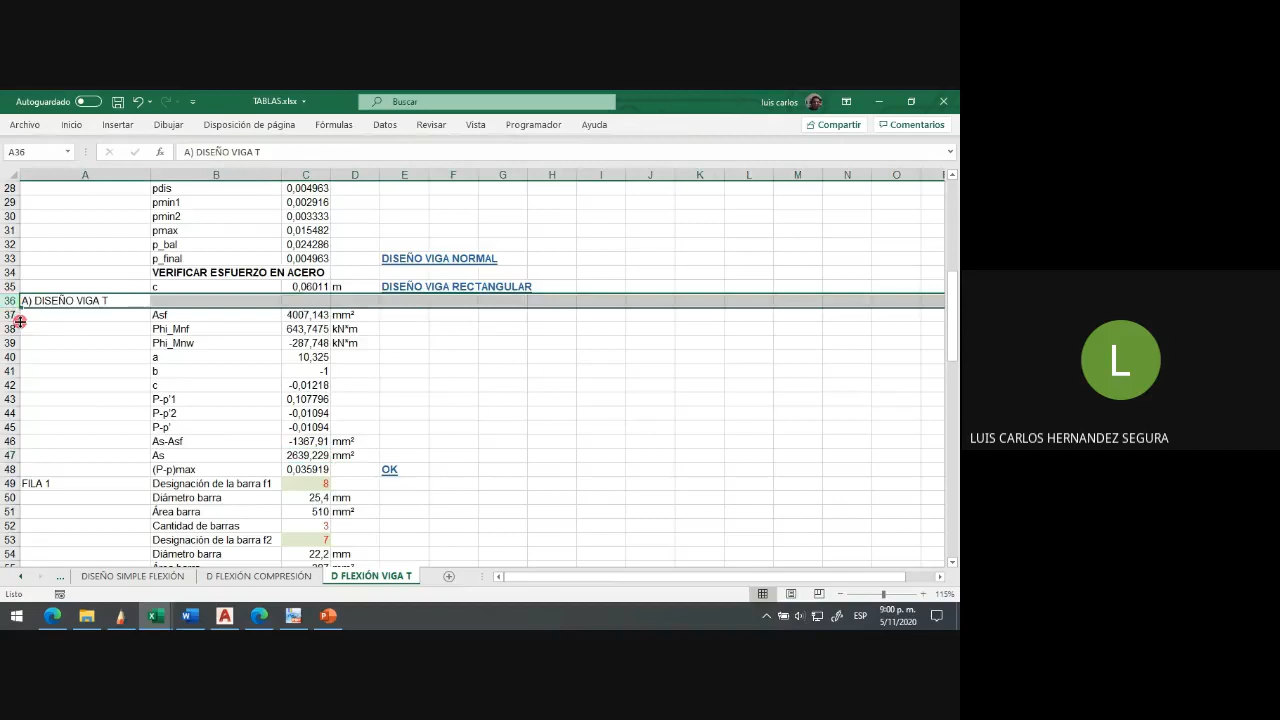 Autoguardado
TABLAS.xlsx
Buscar
luis carlos
Archivo Inicio Insertar Dibujar Disposición de página Fórmulas Datos Revisar Vista Programador Ayuda Compartir Comentarios
A36 fx A) DISEÑO VIGA T
A B C D E F G H I J K L M N O
28 pdis 0,004963
29 pmin1 0,002916
30 pmin2 0,003333
31 pmax 0,015482
32 p_bal 0,024286
33 p_final 0,004963 DISEÑO VIGA NORMAL
34 VERIFICAR ESFUERZO EN ACERO
35 c 0,06011 m DISEÑO VIGA RECTANGULAR
36 A) DISEÑO VIGA T
37 Asf 4007,143 mm²
38 Phi_Mnf 643,7475 kN*m
39 Phi_Mnw -287,748 kN*m
40 a 10,325
41 b -1
42 c -0,01218
43 P-p'1 0,107796
44 P-p'2 -0,01094
45 P-p' -0,01094
46 As-Asf -1367,91 mm²
47 As 2639,229 mm²
48 (P-p)max 0,035919 OK
49 FILA 1 Designación de la barra f1 8
50 Diámetro barra 25,4 mm
51 Área barra 510 mm²
52 Cantidad de barras 3
53 Designación de la barra f2 7
54 Diámetro barra 22,2 mm
... DISEÑO SIMPLE FLEXIÓN D FLEXIÓN COMPRESIÓN D FLEXIÓN VIGA T
Listo 115%
ESP 9:00 p. m.
5/11/2020
L
LUIS CARLOS HERNANDEZ SEGURA